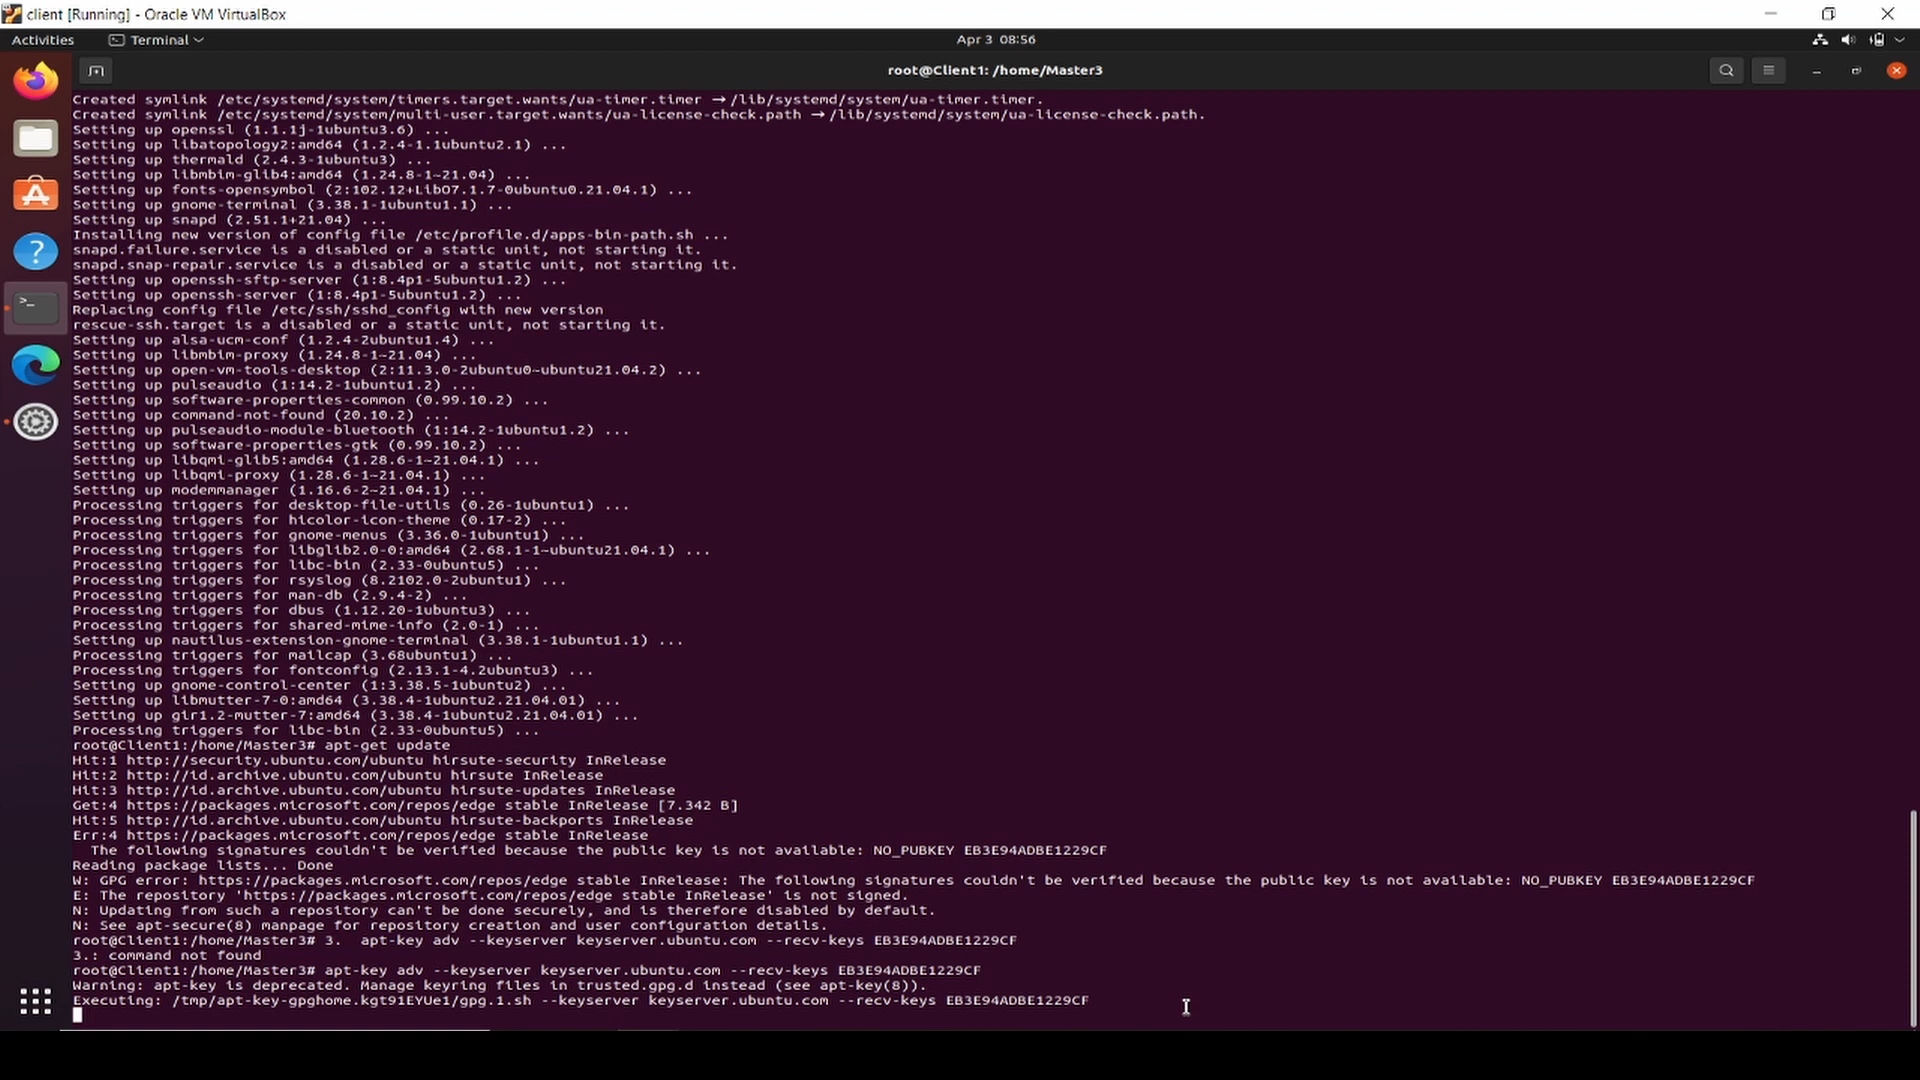 client [Running] - Oracle VM VirtualBox
Activities
Terminal
Apr 3 08:56
root@Client1: /home/Master3
Created symlink /etc/systemd/system/timers.target.wants/ua-timer.timer → /lib/systemd/system/ua-timer.timer.
Created symlink /etc/systemd/system/multi-user.target.wants/ua-license-check.path → /lib/systemd/system/ua-license-check.path.
Setting up openssl (1.1.1j-1ubuntu3.6) ...
Setting up libatopology2:amd64 (1.2.4-1.1ubuntu2.1) ...
Setting up thermald (2.4.3-1ubuntu3) ...
Setting up libmbim-glib4:amd64 (1.24.8-1~21.04) ...
Setting up fonts-opensymbol (2:102.12+LibO7.1.7-0ubuntu0.21.04.1) ...
Setting up gnome-terminal (3.38.1-1ubuntu1.1) ...
Setting up snapd (2.51.1+21.04) ...
Installing new version of config file /etc/profile.d/apps-bin-path.sh ...
snapd.failure.service is a disabled or a static unit, not starting it.
snapd.snap-repair.service is a disabled or a static unit, not starting it.
Setting up openssh-sftp-server (1:8.4p1-5ubuntu1.2) ...
Setting up openssh-server (1:8.4p1-5ubuntu1.2) ...
Replacing config file /etc/ssh/sshd_config with new version
rescue-ssh.target is a disabled or a static unit, not starting it.
Setting up alsa-ucm-conf (1.2.4-2ubuntu1.4) ...
Setting up libmbim-proxy (1.24.8-1~21.04) ...
Setting up open-vm-tools-desktop (2:11.3.0-2ubuntu0~ubuntu21.04.2) ...
Setting up pulseaudio (1:14.2-1ubuntu1.2) ...
Setting up software-properties-common (0.99.10.2) ...
Setting up command-not-found (20.10.2) ...
Setting up pulseaudio-module-bluetooth (1:14.2-1ubuntu1.2) ...
Setting up software-properties-gtk (0.99.10.2) ...
Setting up libqmi-glib5:amd64 (1.28.6-1~21.04.1) ...
Setting up libqmi-proxy (1.28.6-1~21.04.1) ...
Setting up modemmanager (1.16.6-2~21.04.1) ...
Processing triggers for desktop-file-utils (0.26-1ubuntu1) ...
Processing triggers for hicolor-icon-theme (0.17-2) ...
Processing triggers for gnome-menus (3.36.0-1ubuntu1) ...
Processing triggers for libglib2.0-0:amd64 (2.68.1-1~ubuntu21.04.1) ...
Processing triggers for libc-bin (2.33-0ubuntu5) ...
Processing triggers for rsyslog (8.2102.0-2ubuntu1) ...
Processing triggers for man-db (2.9.4-2) ...
Processing triggers for dbus (1.12.20-1ubuntu3) ...
Processing triggers for shared-mime-info (2.0-1) ...
Setting up nautilus-extension-gnome-terminal (3.38.1-1ubuntu1.1) ...
Processing triggers for mailcap (3.68ubuntu1) ...
Processing triggers for fontconfig (2.13.1-4.2ubuntu3) ...
Setting up gnome-control-center (1:3.38.5-1ubuntu2) ...
Setting up libmutter-7-0:amd64 (3.38.4-1ubuntu2.21.04.01) ...
Setting up gir1.2-mutter-7:amd64 (3.38.4-1ubuntu2.21.04.01) ...
Processing triggers for libc-bin (2.33-0ubuntu5) ...
root@Client1:/home/Master3# apt-get update
Hit:1 http://security.ubuntu.com/ubuntu hirsute-security InRelease
Hit:2 http://id.archive.ubuntu.com/ubuntu hirsute InRelease
Hit:3 http://id.archive.ubuntu.com/ubuntu hirsute-updates InRelease
Get:4 https://packages.microsoft.com/repos/edge stable InRelease [7.342 B]
Hit:5 http://id.archive.ubuntu.com/ubuntu hirsute-backports InRelease
Err:4 https://packages.microsoft.com/repos/edge stable InRelease
The following signatures couldn't be verified because the public key is not available: NO_PUBKEY EB3E94ADBE1229CF
Reading package lists... Done
W: GPG error: https://packages.microsoft.com/repos/edge stable InRelease: The following signatures couldn't be verified because the public key is not available: NO_PUBKEY EB3E94ADBE1229CF
E: The repository 'https://packages.microsoft.com/repos/edge stable InRelease' is not signed.
N: Updating from such a repository can't be done securely, and is therefore disabled by default.
N: See apt-secure(8) manpage for repository creation and user configuration details.
root@Client1:/home/Master3# 3.  apt-key adv --keyserver keyserver.ubuntu.com --recv-keys EB3E94ADBE1229CF
3.: command not found
root@Client1:/home/Master3# apt-key adv --keyserver keyserver.ubuntu.com --recv-keys EB3E94ADBE1229CF
Warning: apt-key is deprecated. Manage keyring files in trusted.gpg.d instead (see apt-key(8)).
Executing: /tmp/apt-key-gpghome.kgt91EYUe1/gpg.1.sh --keyserver keyserver.ubuntu.com --recv-keys EB3E94ADBE1229CF